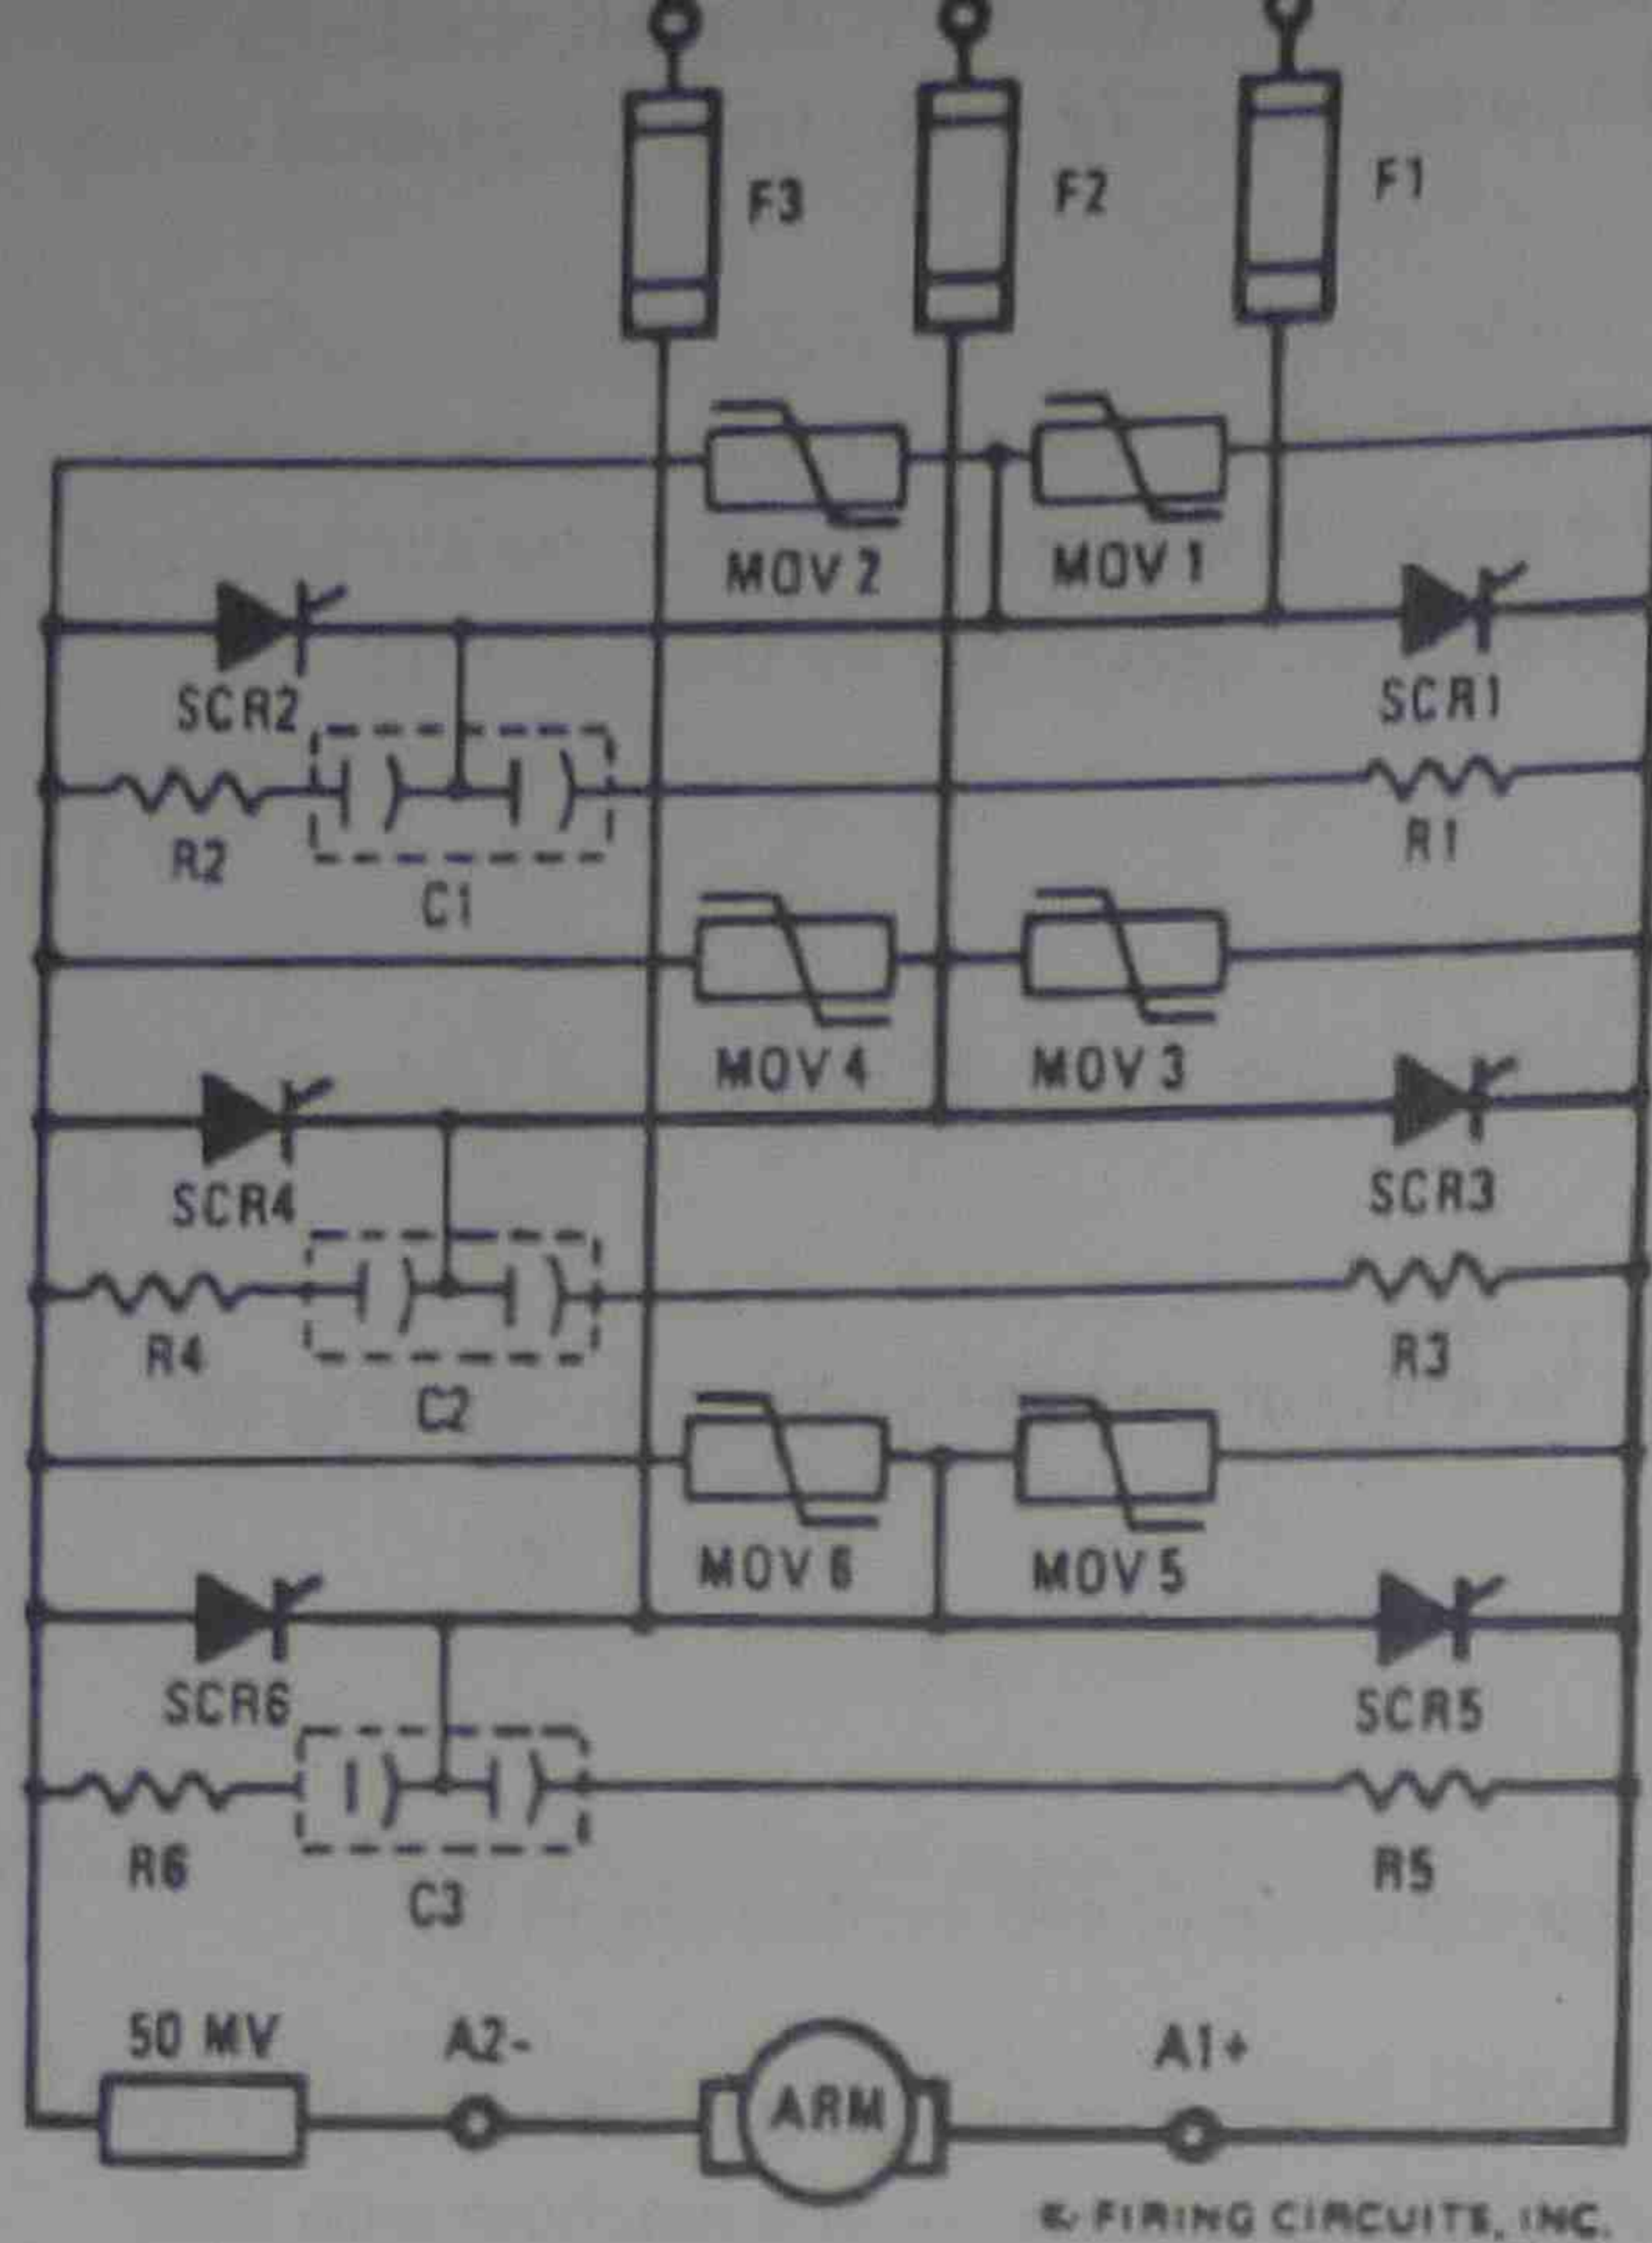 F3 F2 F1
MOV 2 MOV 1
SCR2 SCR1
R2 R1
C1
MOV 4 MOV 3
SCR4 SCR3
R4 R3
C2
MOV 6 MOV 5
SCR6 SCR5
R6 R5
C3
50 MV A2- A1+
ARM
& FIRING CIRCUITS, INC.